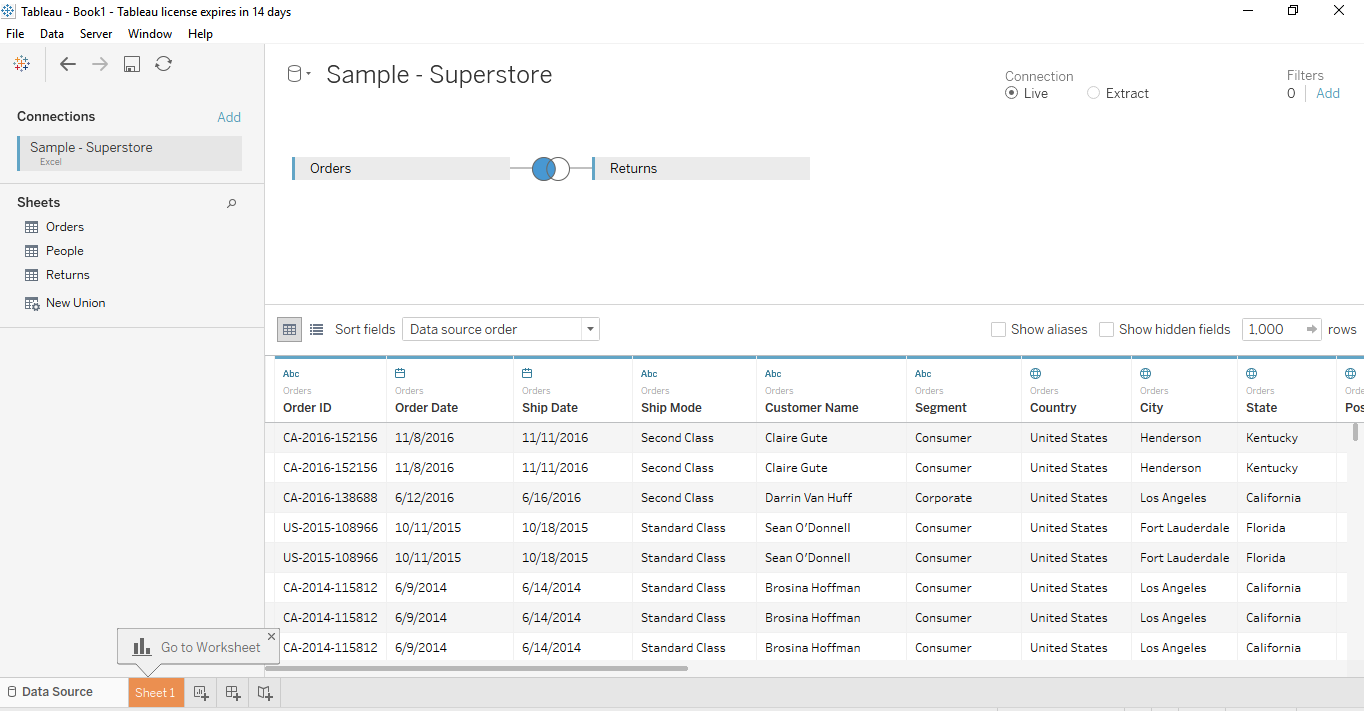 Tableau - Book1 - Tableau license expires in 14 days
File Data Server Window Help
Connections Add
Sample - Superstore
Excel
Sheets
Orders
People
Returns
New Union
Sample - Superstore
Connection
Live Extract
Filters
0 Add
Orders Returns
Sort fields Data source order Show aliases Show hidden fields 1,000 rows
Abc Abc Abc Abc
Orders Orders Orders Orders Orders Orders Orders Orders Orders
Order ID Order Date Ship Date Ship Mode Customer Name Segment Country City State Pos
CA-2016-152156 11/8/2016 11/11/2016 Second Class Claire Gute Consumer United States Henderson Kentucky
CA-2016-152156 11/8/2016 11/11/2016 Second Class Claire Gute Consumer United States Henderson Kentucky
CA-2016-138688 6/12/2016 6/16/2016 Second Class Darrin Van Huff Corporate United States Los Angeles California
US-2015-108966 10/11/2015 10/18/2015 Standard Class Sean O'Donnell Consumer United States Fort Lauderdale Florida
US-2015-108966 10/11/2015 10/18/2015 Standard Class Sean O'Donnell Consumer United States Fort Lauderdale Florida
CA-2014-115812 6/9/2014 6/14/2014 Standard Class Brosina Hoffman Consumer United States Los Angeles California
CA-2014-115812 6/9/2014 6/14/2014 Standard Class Brosina Hoffman Consumer United States Los Angeles California
CA-2014-115812 6/9/2014 6/14/2014 Standard Class Brosina Hoffman Consumer United States Los Angeles California
Go to Worksheet
Data Source Sheet 1